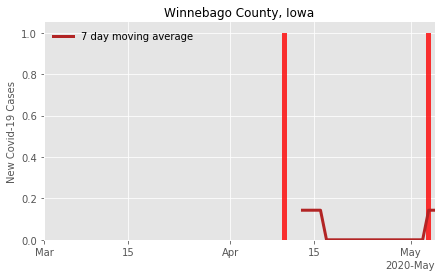 Winnebago County, Iowa
7 day moving average
New Covid-19 Cases
1.0
0.8
0.6
0.4
0.2
0.0
Mar 15 Apr 15 May
2020-May